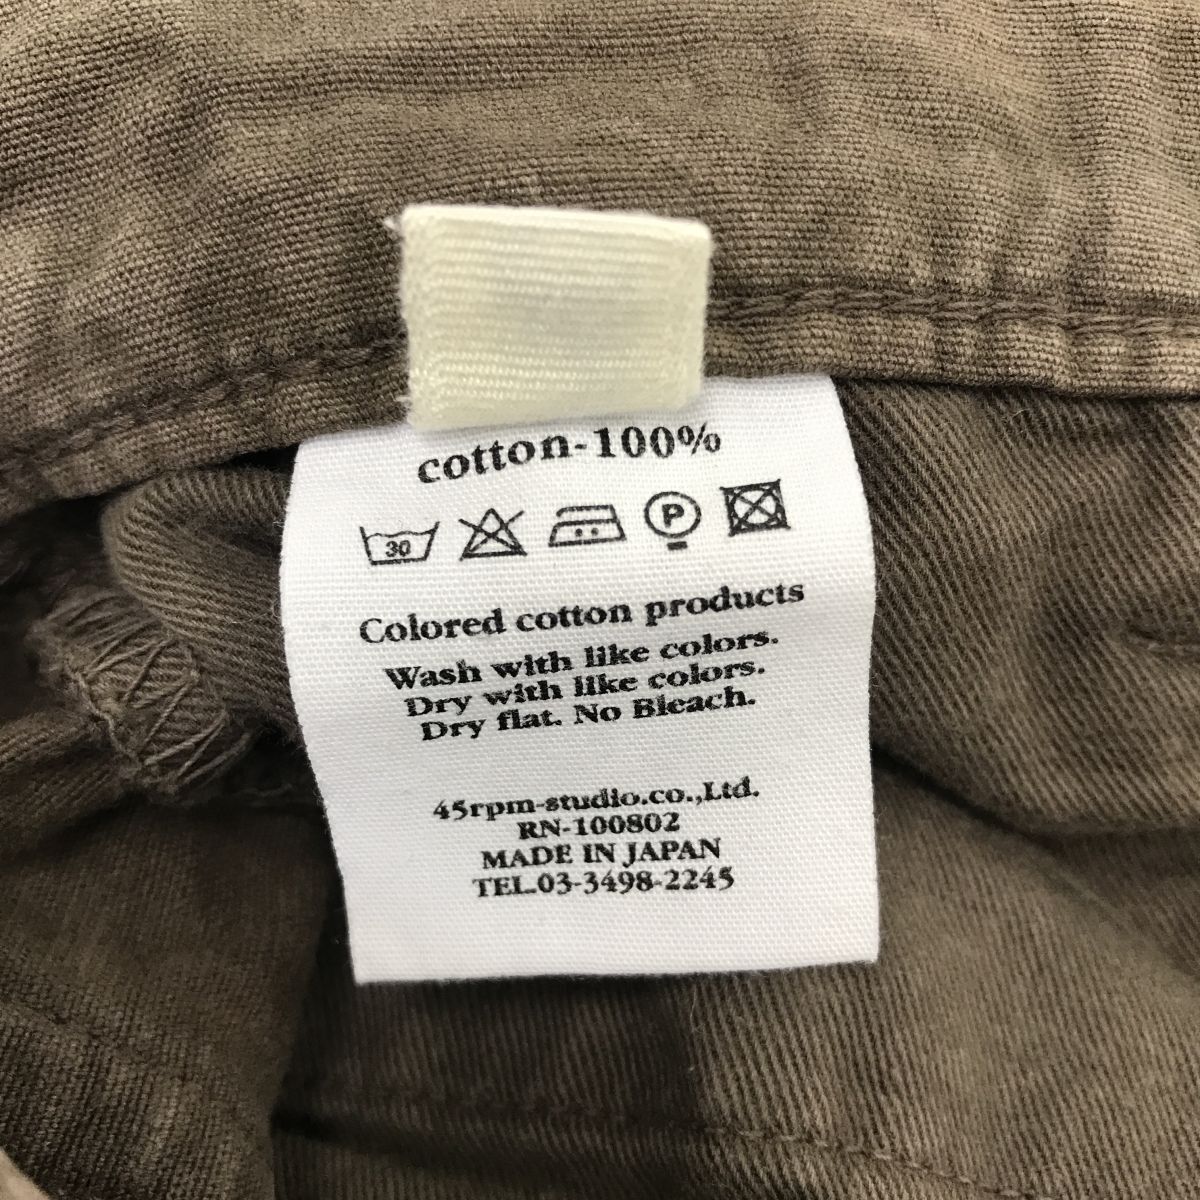 cotton-100%
30 P
Colored cotton products
Wash with like colors.
Dry with like colors.
Dry flat. No Bleach.
45rpm-studio.co.,Ltd.
RN-100802
MADE IN JAPAN
TEL.03-3498-2245